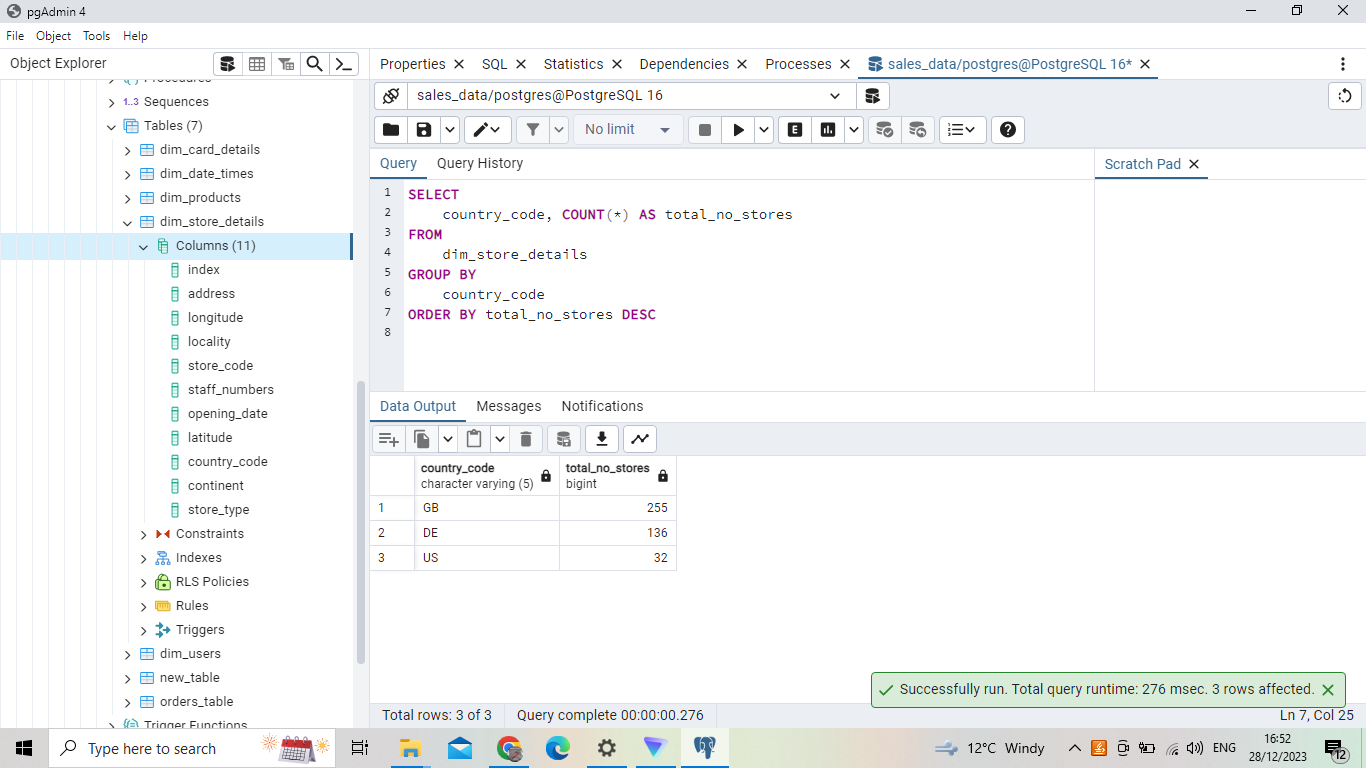 pgAdmin 4
File Object Tools Help
Object Explorer
Procedures
1..3 Sequences
Tables (7)
dim_card_details
dim_date_times
dim_products
dim_store_details
Columns (11)
index
address
longitude
locality
store_code
staff_numbers
opening_date
latitude
country_code
continent
store_type
Constraints
Indexes
RLS Policies
Rules
Triggers
dim_users
new_table
orders_table
Trigger Functions
Properties SQL Statistics Dependencies Processes sales_data/postgres@PostgreSQL 16*
sales_data/postgres@PostgreSQL 16
No limit E
Query Query History
Scratch Pad
1 SELECT
2 country_code, COUNT(*) AS total_no_stores
3 FROM
4 dim_store_details
5 GROUP BY
6 country_code
7 ORDER BY total_no_stores DESC
8
Data Output Messages Notifications
country_code total_no_stores
character varying (5) bigint
1 GB 255
2 DE 136
3 US 32
Successfully run. Total query runtime: 276 msec. 3 rows affected.
Total rows: 3 of 3 Query complete 00:00:00.276 Ln 7, Col 25
Type here to search
12°C Windy ENG 16:52
28/12/2023 12